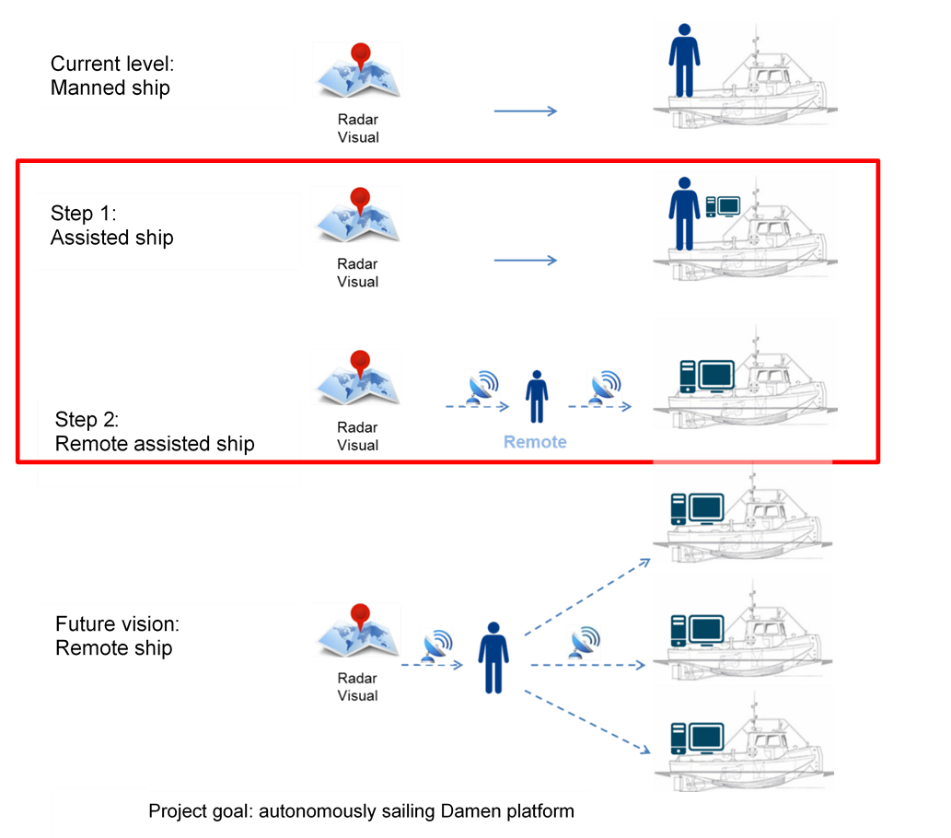 Current level:
Manned ship
Radar
Visual
Step 1:
Assisted ship
Radar
Visual
Step 2:
Remote assisted ship
Radar
Visual
Remote
Future vision:
Remote ship
Radar
Visual
Project goal: autonomously sailing Damen platform